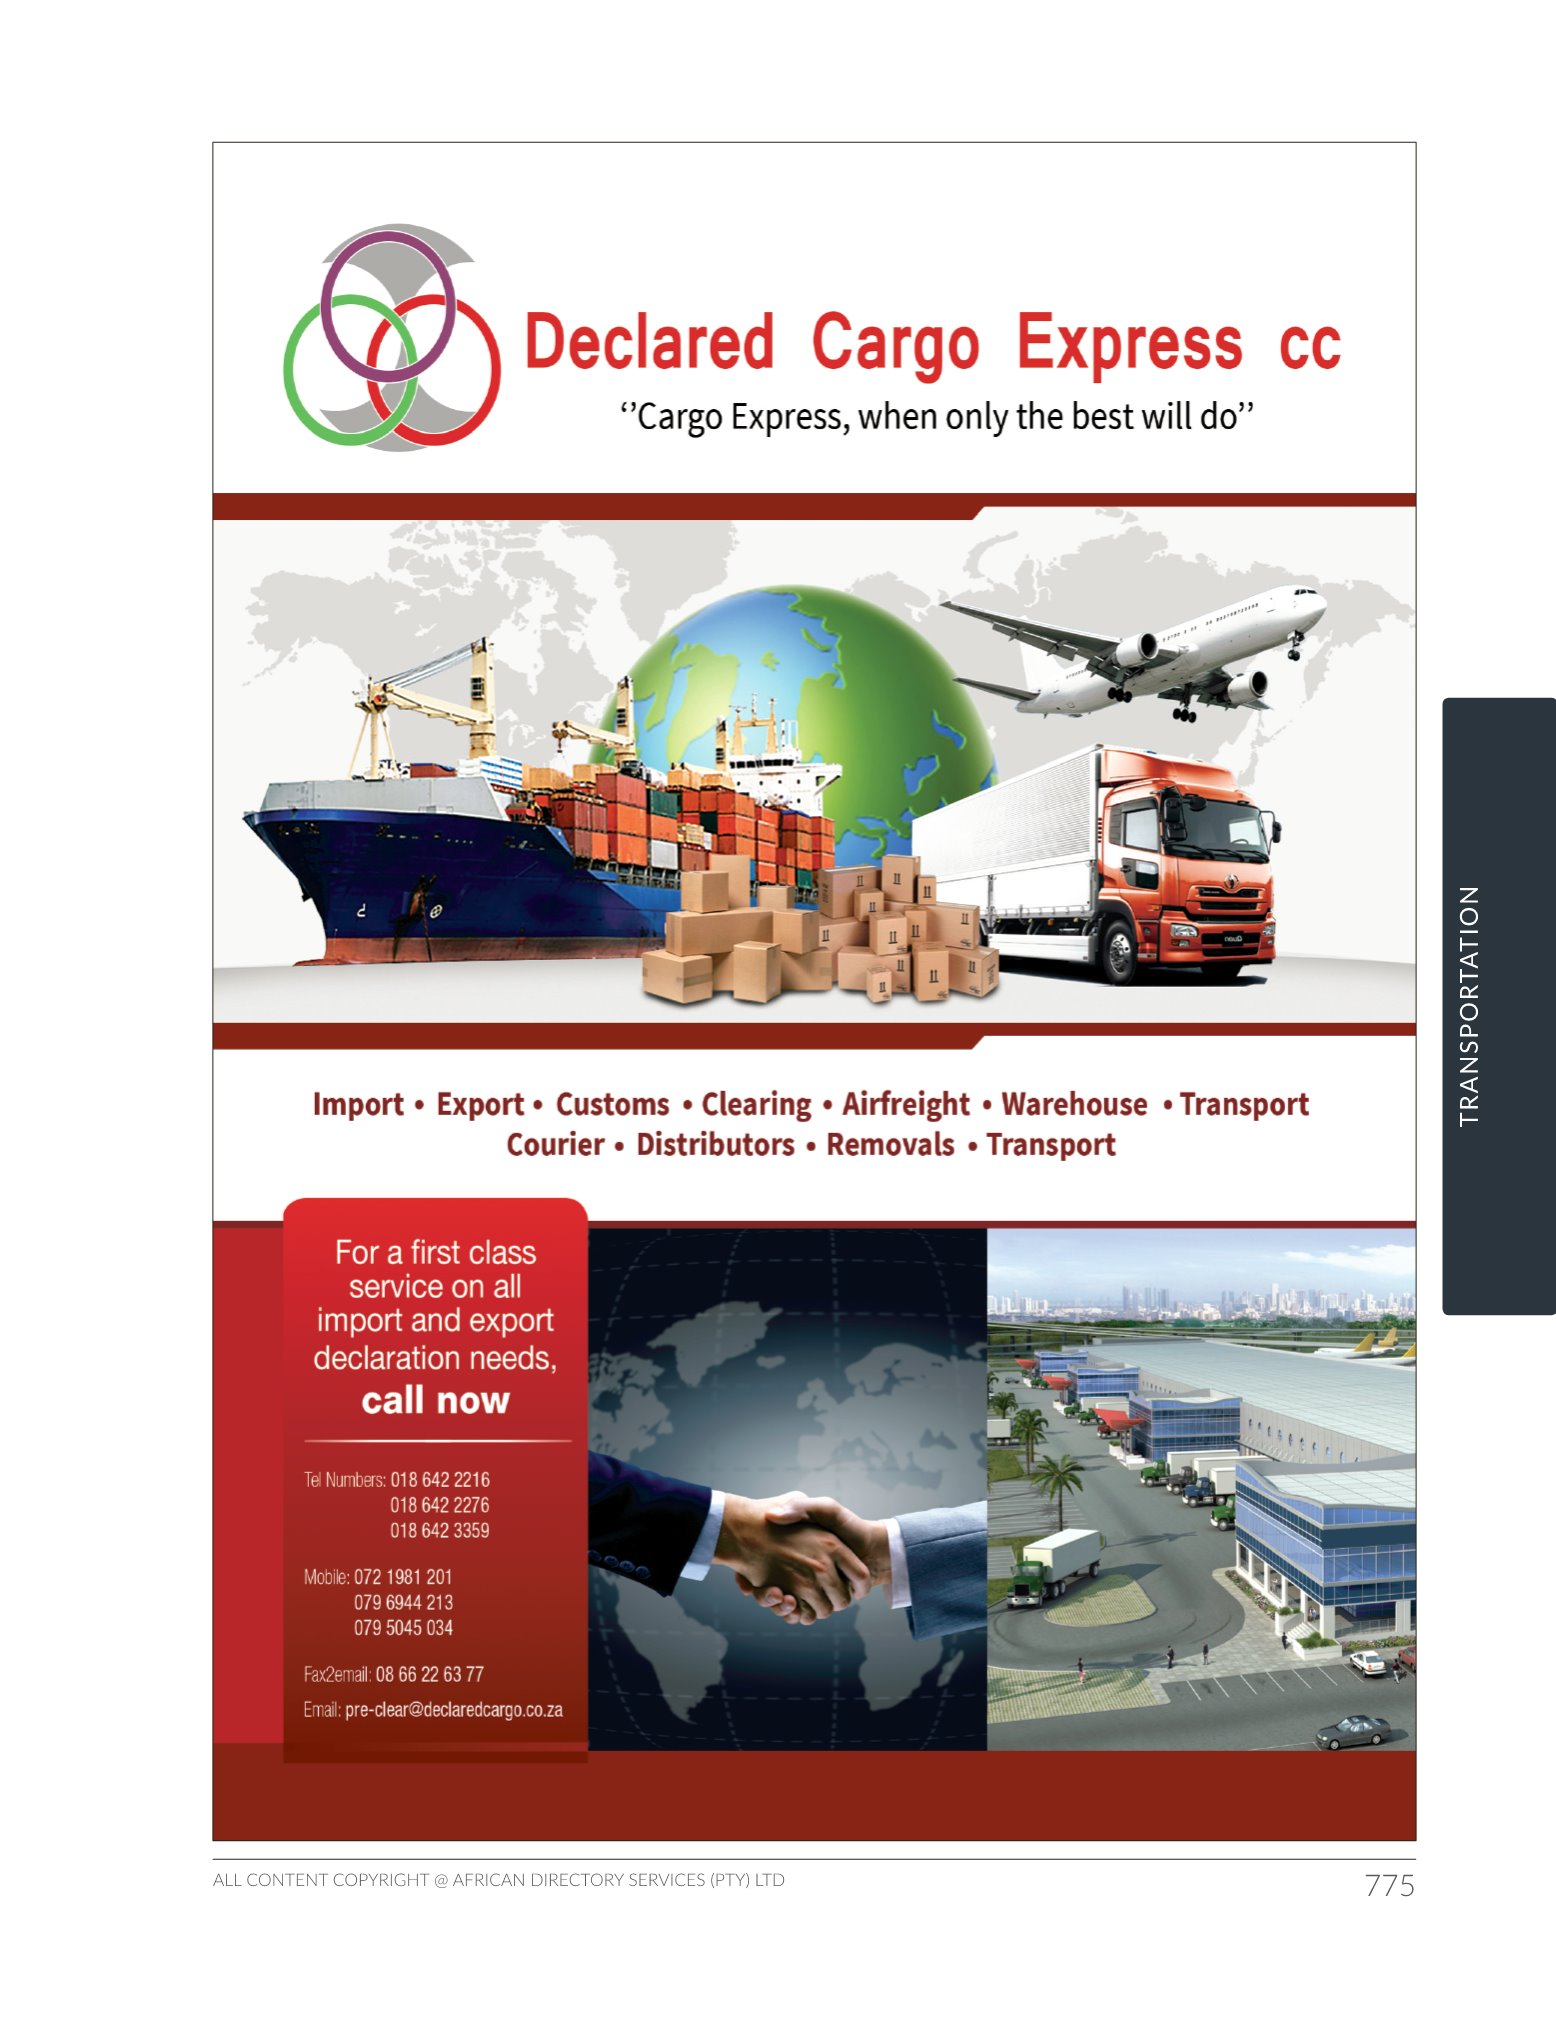 Declared Cargo Express cc
‘’Cargo Express, when only the best will do’’
Import • Export • Customs • Clearing • Airfreight • Warehouse • Transport
Courier • Distributors • Removals • Transport
For a first class
service on all
import and export
declaration needs,
call now
Tel Numbers: 018 642 2216
018 642 2276
018 642 3359
Mobile: 072 1981 201
079 6944 213
079 5045 034
Fax2email: 08 66 22 63 77
Email: pre-clear@declaredcargo.co.za
TRANSPORTATION
ALL CONTENT COPYRIGHT @ AFRICAN DIRECTORY SERVICES (PTY) LTD
775